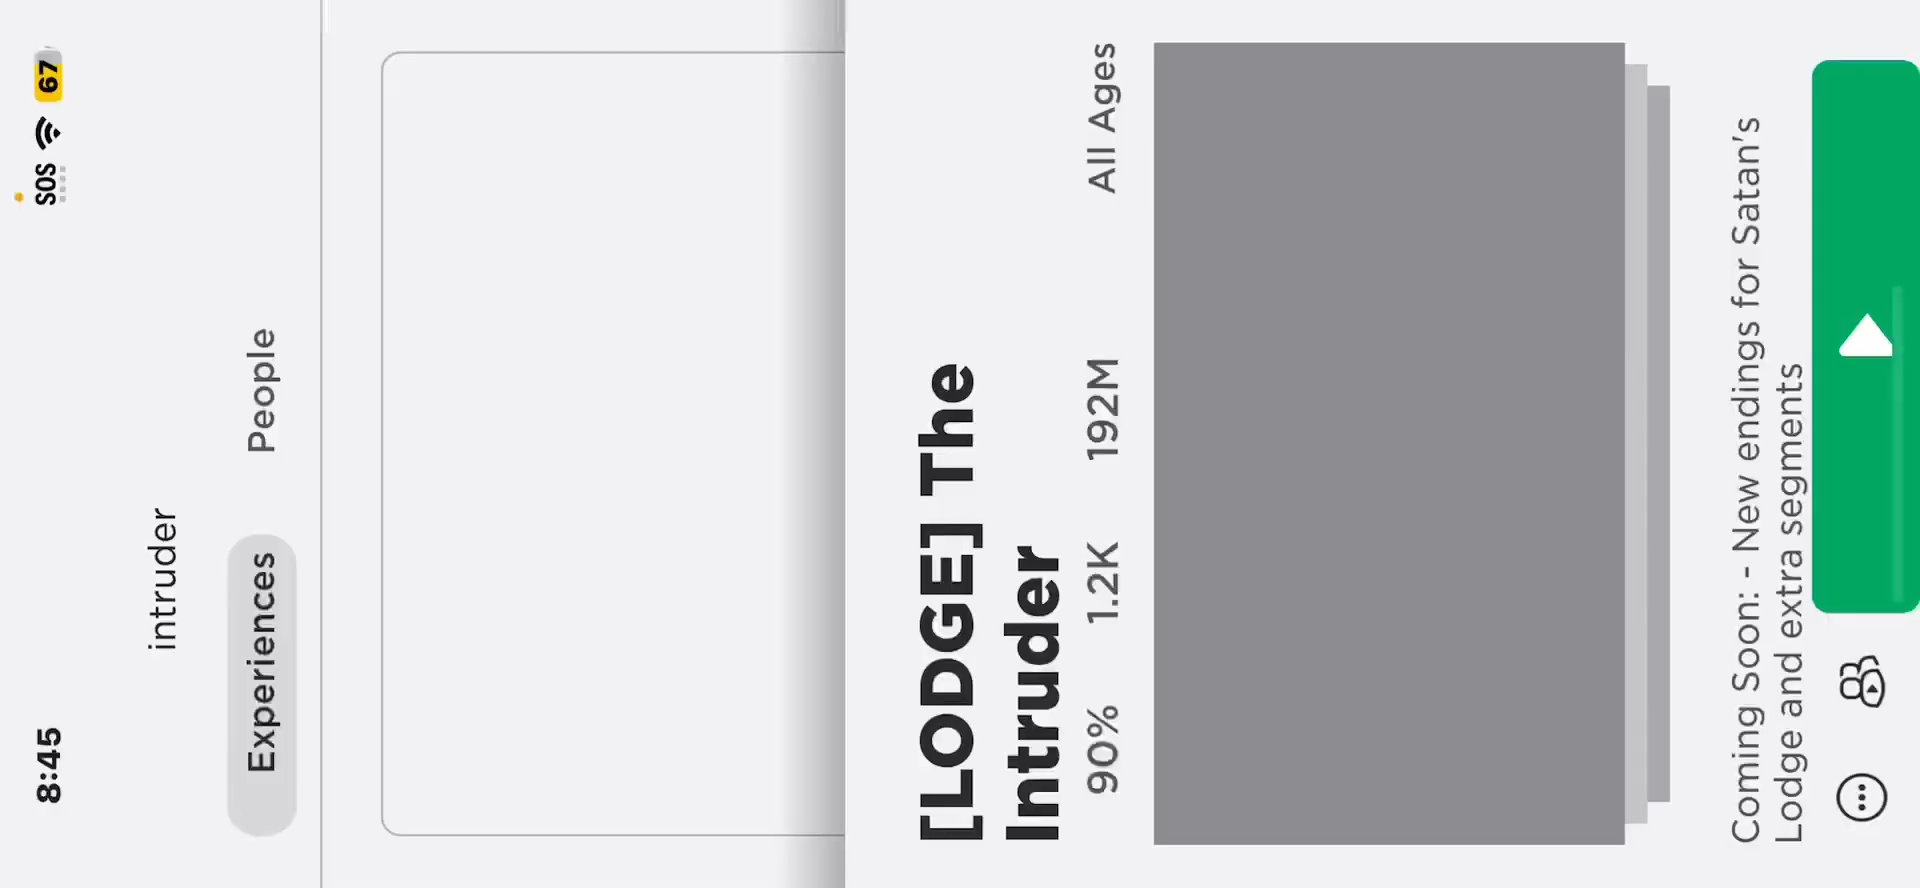 8:45
SOS
67
intruder
Experiences
People
[LODGE] The
Intruder
90%
1.2K
192M
All Ages
Coming Soon: - New endings for Satan's
Lodge and extra segments